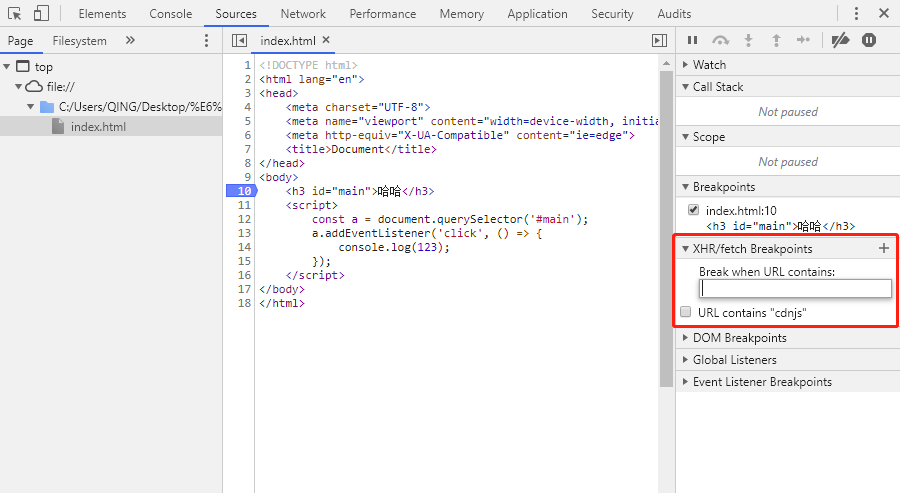 Elements Console Sources Network Performance Memory Application Security Audits
Page Filesystem »
index.html ×
top
file://
C:/Users/QING/Desktop/%E6%
index.html
1 <!DOCTYPE html>
2 <html lang="en">
3 <head>
4 <meta charset="UTF-8">
5 <meta name="viewport" content="width=device-width, initia
6 <meta http-equiv="X-UA-Compatible" content="ie=edge">
7 <title>Document</title>
8 </head>
9 <body>
10 <h3 id="main">哈哈</h3>
11 <script>
12 const a = document.querySelector('#main');
13 a.addEventListener('click', () => {
14 console.log(123);
15 });
16 </script>
17 </body>
18 </html>
Watch
Call Stack
Not paused
Scope
Not paused
Breakpoints
index.html:10
<h3 id="main">哈哈</h3>
XHR/fetch Breakpoints +
Break when URL contains:
URL contains "cdnjs"
DOM Breakpoints
Global Listeners
Event Listener Breakpoints